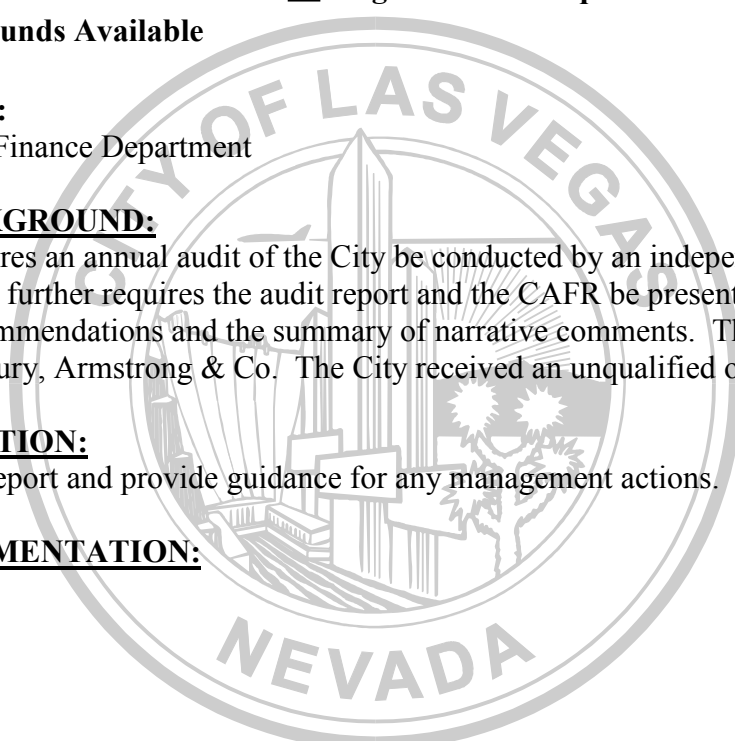 unds Available
:
Finance Department
KGROUND:
res an annual audit of the City be conducted by an indepe
further requires the audit report and the CAFR be present
mmendations and the summary of narrative comments. Th
ury, Armstrong & Co. The City received an unqualified o
TION:
eport and provide guidance for any management actions.
MENTATION:
CITY OF LAS VEGAS
NEVADA